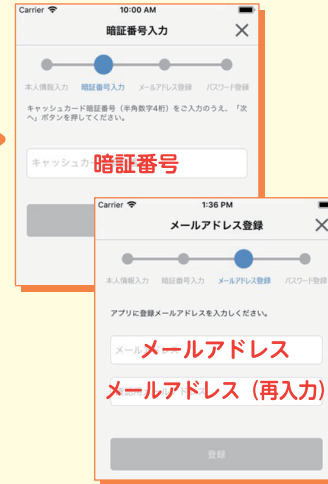 Carrier 10:00 AM
暗証番号入力
本人情報入力 暗証番号入力 メールアドレス登録 パスワード登録
キャッシュカード暗証番号（半角数字4桁）をご入力のうえ、「次
へ」ボタンを押してください。
キャッシュカ
暗証番号
Carrier 1:36 PM
メールアドレス登録
本人情報入力 暗証番号入力 メールアドレス登録 パスワード登録
アプリに登録メールアドレスを入力してください。
メールアドレス
メールアドレス（再入力）
登録